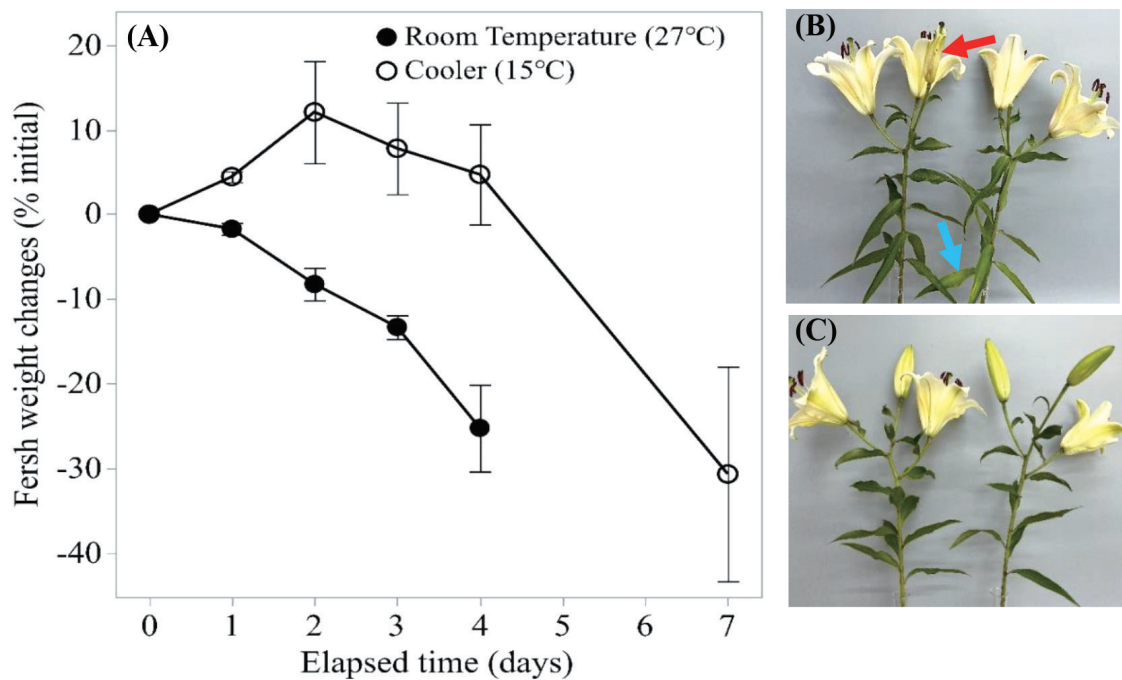 (A)
Room Temperature (27°C)
Cooler (15°C)
20
10
0
-10
-20
-30
-40
Fersh weight changes (% initial)
0 1 2 3 4 5 6 7
Elapsed time (days)
(B)
(C)